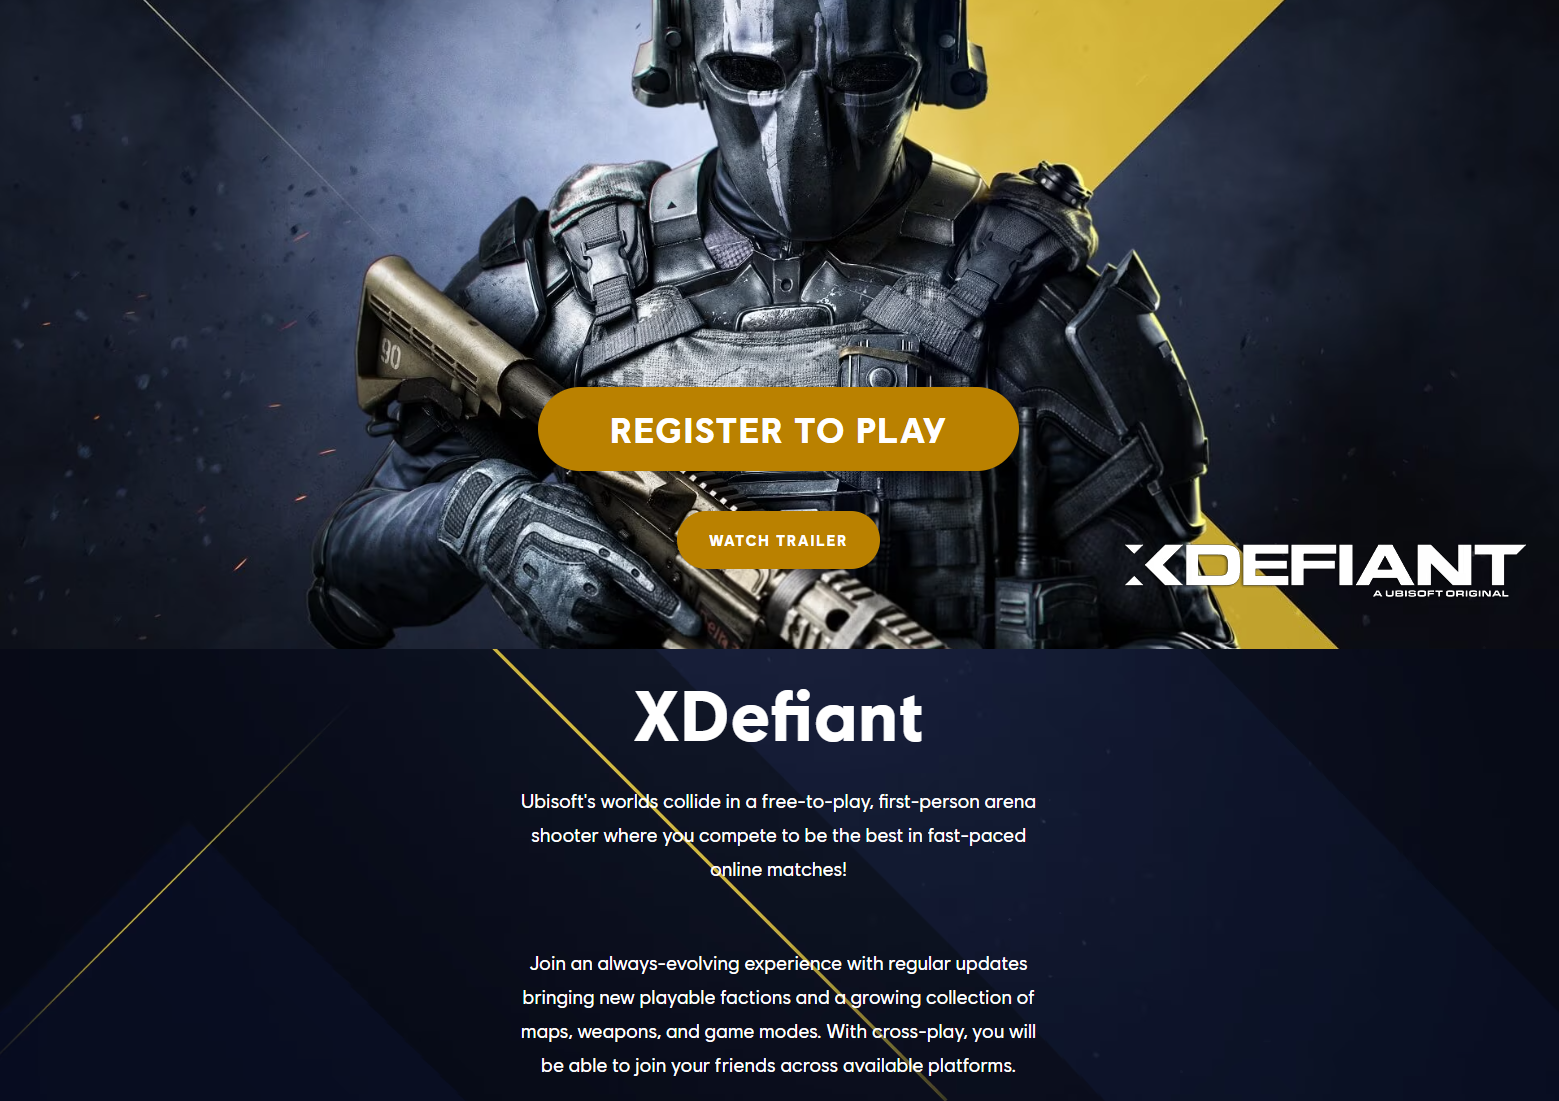 90
REGISTER TO PLAY
WATCH TRAILER
XDEFIANT
A UBISOFT ORIGINAL
XDefiant
Ubisoft's worlds collide in a free-to-play, first-person arena
shooter where you compete to be the best in fast-paced
online matches!
Join an always-evolving experience with regular updates
bringing new playable factions and a growing collection of
maps, weapons, and game modes. With cross-play, you will
be able to join your friends across available platforms.